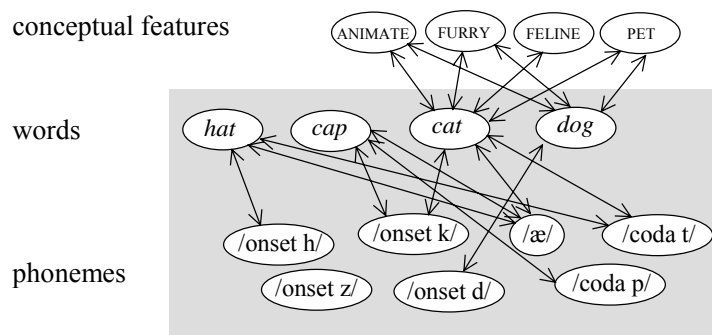 conceptual features
ANIMATE FURRY FELINE PET
words
hat cap cat dog
/onset h/ /onset k/ /æ/ /coda t/
phonemes
/onset z/ /onset d/ /coda p/